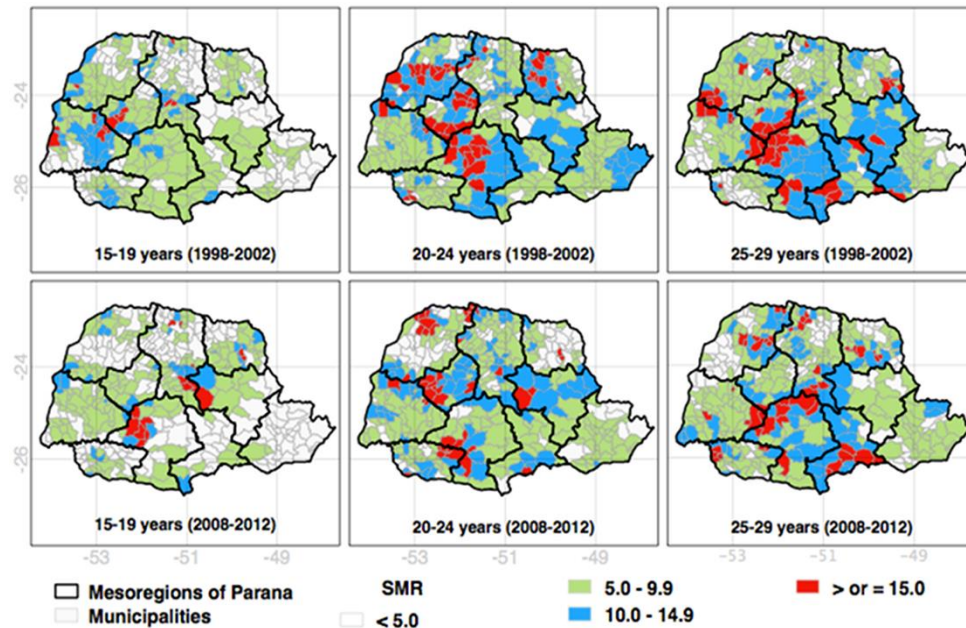 -24
-26
15-19 years (1998-2002)
20-24 years (1998-2002)
25-29 years (1998-2002)
-24
-26
15-19 years (2008-2012)
20-24 years (2008-2012)
25-29 years (2008-2012)
-53 -51 -49 -53 -51 -49 -53 -51 -49
Mesoregions of Parana
Municipalities
SMR
< 5.0
5.0 - 9.9
10.0 - 14.9
> or = 15.0